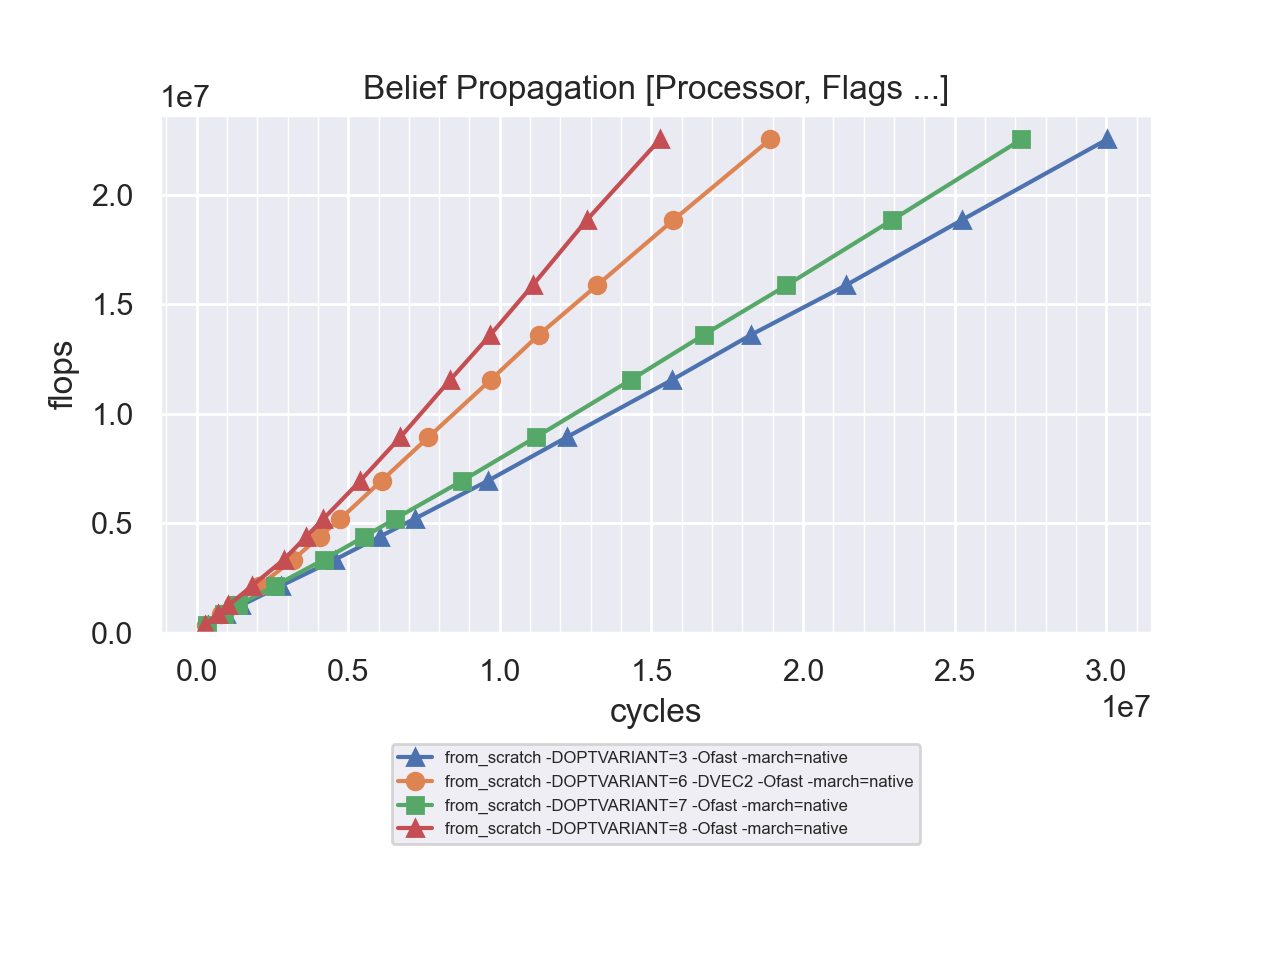 Belief Propagation [Processor, Flags ...]
1e7
2.0
1.5
1.0
0.5
0.0
flops
0.0 0.5 1.0 1.5 2.0 2.5 3.0
1e7
cycles
from_scratch -DOPTVARIANT=3 -Ofast -march=native
from_scratch -DOPTVARIANT=6 -DVEC2 -Ofast -march=native
from_scratch -DOPTVARIANT=7 -Ofast -march=native
from_scratch -DOPTVARIANT=8 -Ofast -march=native